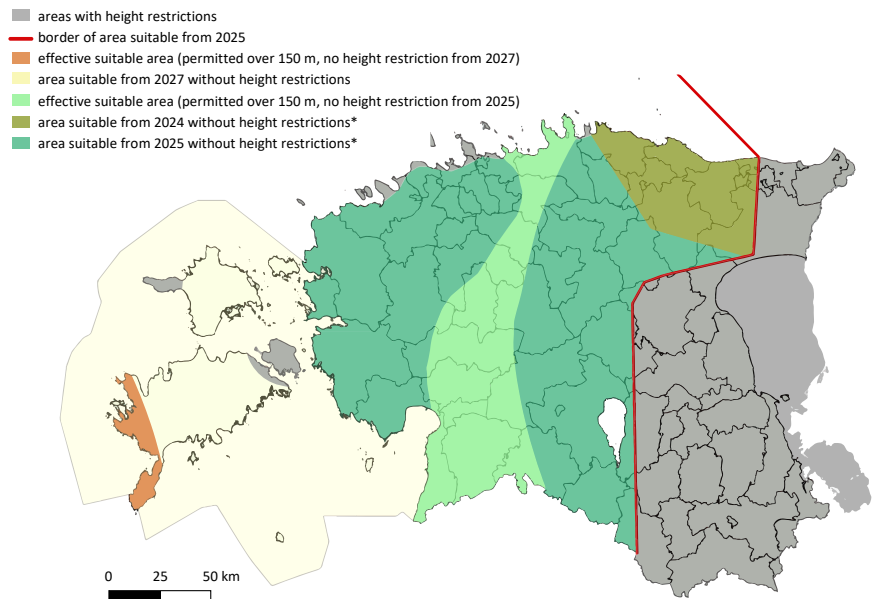 areas with height restrictions
border of area suitable from 2025
effective suitable area (permitted over 150 m, no height restriction from 2027)
area suitable from 2027 without height restrictions
effective suitable area (permitted over 150 m, no height restriction from 2025)
area suitable from 2024 without height restrictions*
area suitable from 2025 without height restrictions*
0 25 50 km